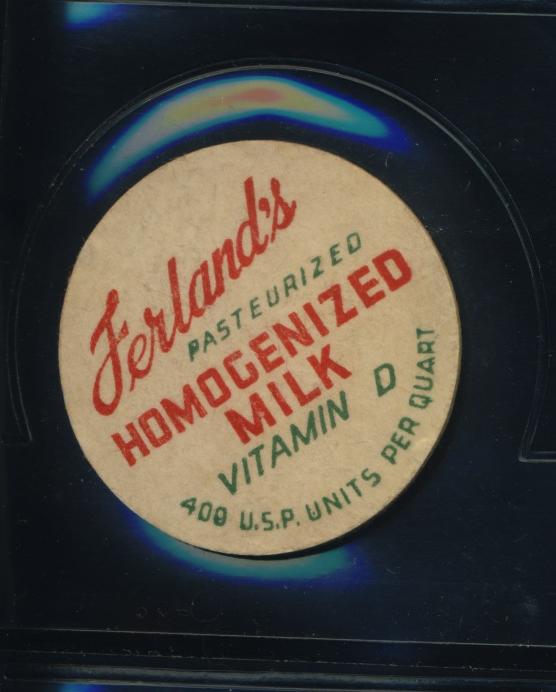 Ferland's
PASTEURIZED
HOMOGENIZED
MILK
VITAMIN D
400 U.S.P. UNITS PER QUART